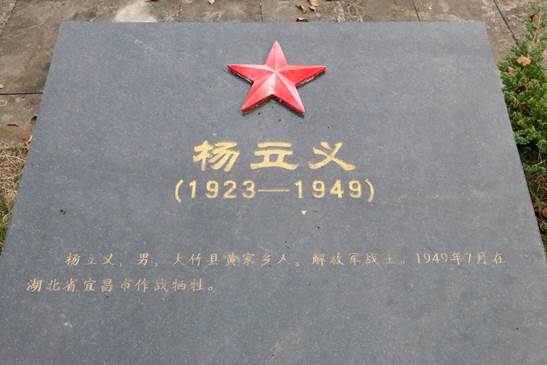 杨立义
(1923—1949)
杨立义，男，大竹县黄家乡人。解放军战士。1949年7月在
湖北省宜昌市作战牺牲。